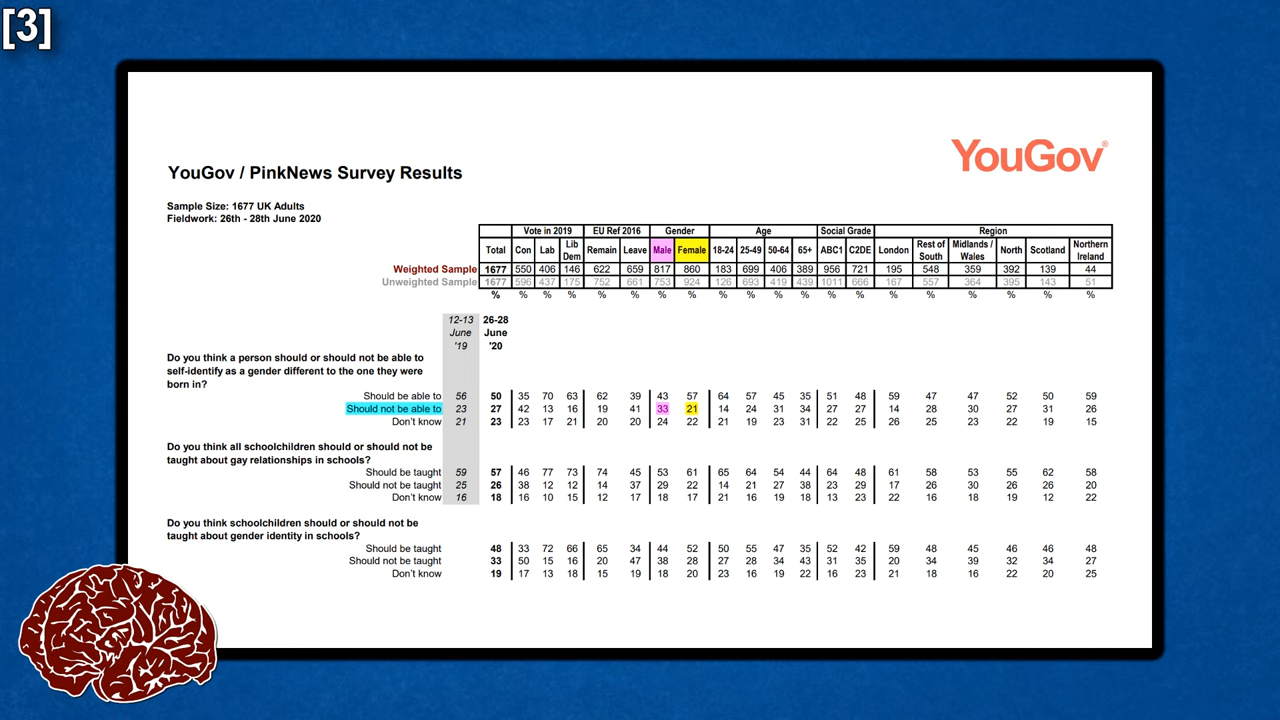 [3]
YouGov®
YouGov / PinkNews Survey Results
Sample Size: 1677 UK Adults
Fieldwork: 26th - 28th June 2020
Vote in 2019 EU Ref 2016 Gender Age Social Grade Region
Total Con Lab Lib Dem Remain Leave Male Female 18-24 25-49 50-64 65+ ABC1 C2DE London Rest of South Midlands / Wales North Scotland Northern Ireland
Weighted Sample 1677 550 406 146 622 659 817 860 183 699 406 389 956 721 195 548 359 392 139 44
Unweighted Sample 1677 596 437 175 752 661 753 924 126 693 419 439 1011 666 167 557 364 395 143 51
% % % % % % % % % % % % % % % % % % % %
12-13 26-28
June June
'19 '20
Do you think a person should or should not be able to
self-identify as a gender different to the one they were
born in?
Should be able to 56 50 35 70 63 62 39 43 57 64 57 45 35 51 48 59 47 47 52 50 59
Should not be able to 23 27 42 13 16 19 41 33 21 14 24 31 34 27 27 14 28 30 27 31 26
Don't know 21 23 23 17 21 20 20 24 22 21 19 23 31 22 25 26 25 23 22 19 15
Do you think all schoolchildren should or should not be
taught about gay relationships in schools?
Should be taught 59 57 46 77 73 74 45 53 61 65 64 54 44 64 48 61 58 53 55 62 58
Should not be taught 25 26 38 12 12 14 37 29 22 14 21 27 38 23 29 17 26 30 26 26 20
Don't know 16 18 16 10 15 12 17 18 17 21 16 19 18 13 23 22 16 18 19 12 22
Do you think schoolchildren should or should not be
taught about gender identity in schools?
Should be taught 48 33 72 66 65 34 44 52 50 55 47 35 52 42 59 48 45 46 46 48
Should not be taught 33 50 15 16 20 47 38 28 27 28 34 43 31 35 20 34 39 32 34 27
Don't know 19 17 13 18 15 19 18 20 23 16 19 22 16 23 21 18 16 22 20 25